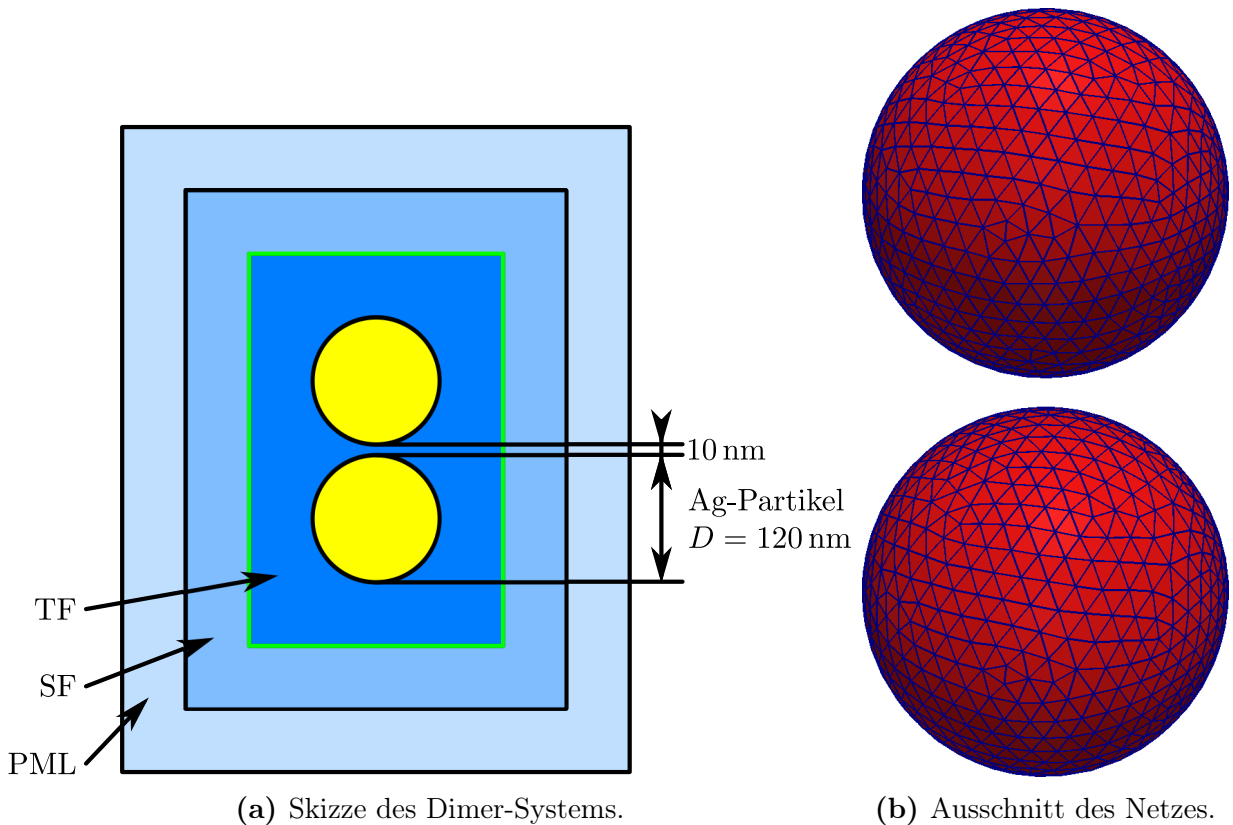 10 nm
Ag-Partikel
D = 120 nm
TF
SF
PML
(a) Skizze des Dimer-Systems.
(b) Ausschnitt des Netzes.